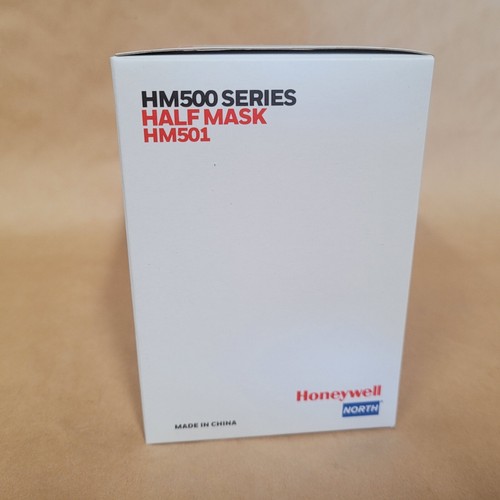 HM500 SERIES
HALF MASK
HM501
Honeywell
NORTH
MADE IN CHINA